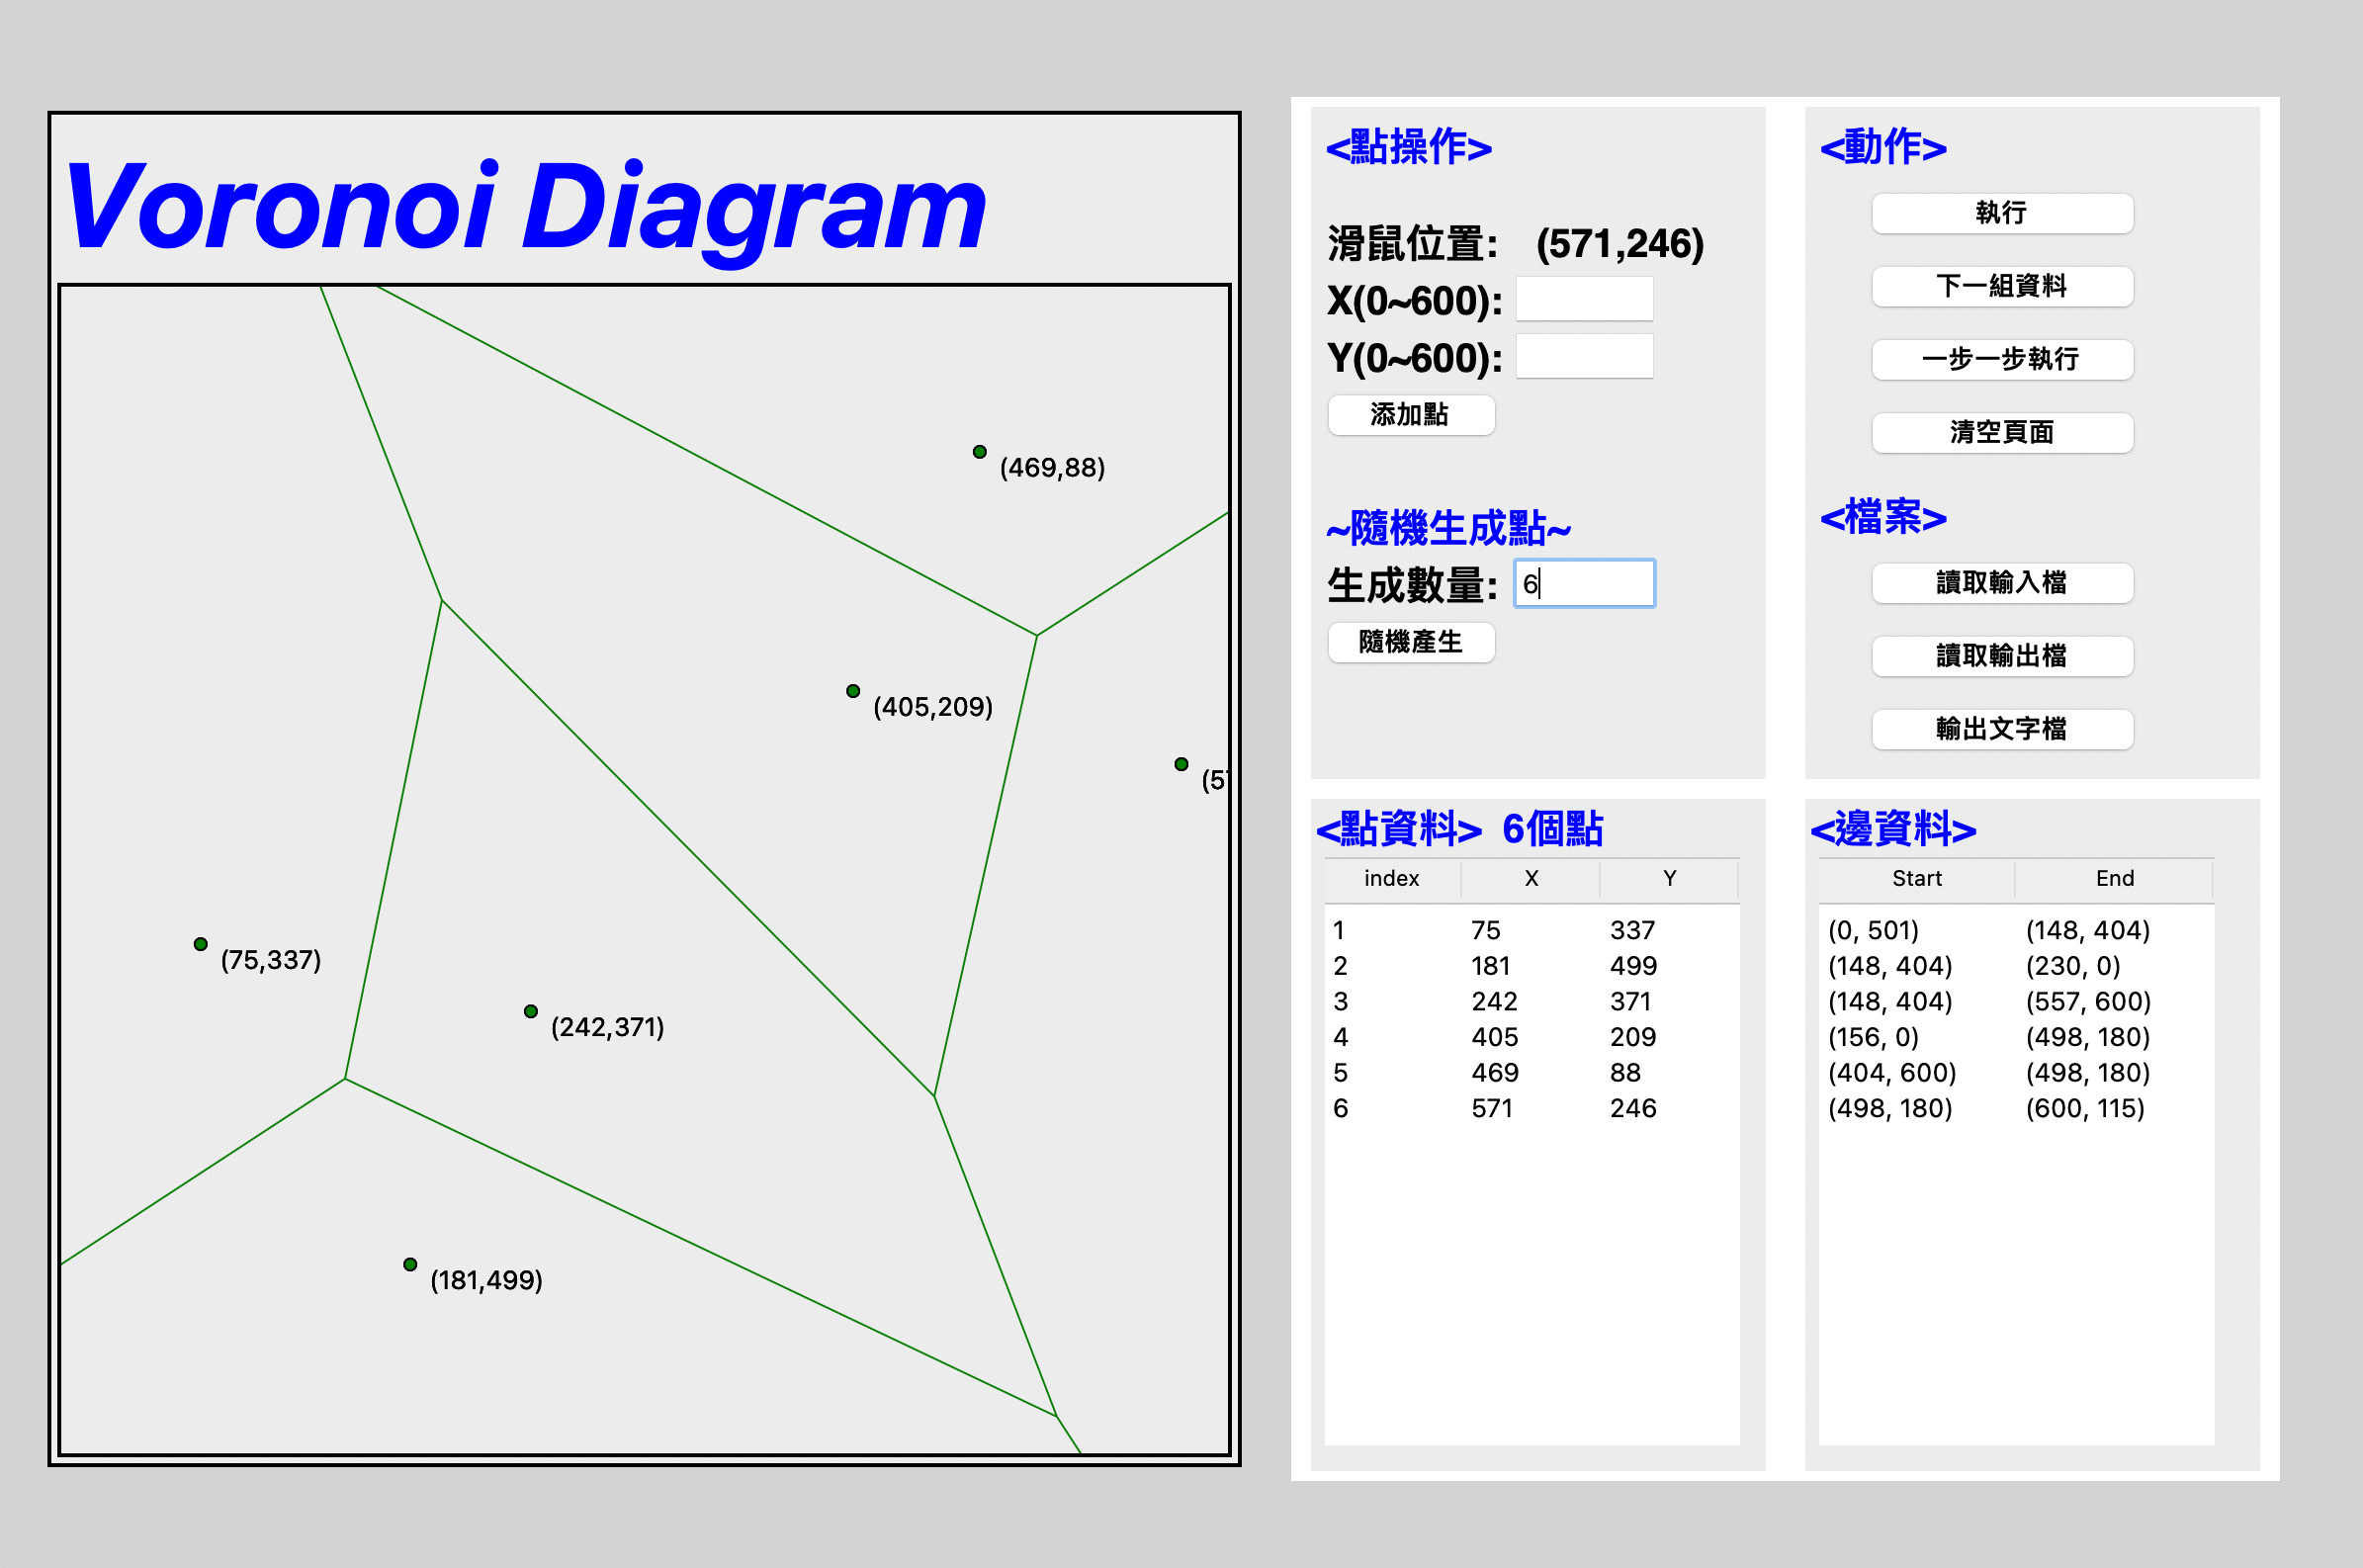 Voronoi Diagram
(469,88)
(405,209)
(57
(75,337)
(242,371)
(181,499)
<點操作>
滑鼠位置: (571,246)
X(0~600):
Y(0~600):
添加點
~隨機生成點~
生成數量: 6
隨機產生
<動作>
執行
下一組資料
一步一步執行
清空頁面
<檔案>
讀取輸入檔
讀取輸出檔
輸出文字檔
<點資料> 6個點
index X Y
1 75 337
2 181 499
3 242 371
4 405 209
5 469 88
6 571 246
<邊資料>
Start End
(0, 501) (148, 404)
(148, 404) (230, 0)
(148, 404) (557, 600)
(156, 0) (498, 180)
(404, 600) (498, 180)
(498, 180) (600, 115)